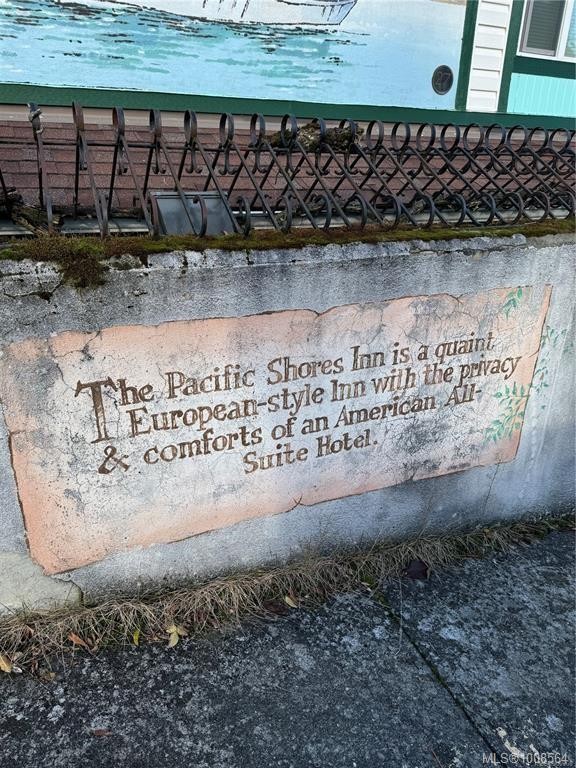 The Pacific Shores Inn is a quaint
European-style Inn with the privacy
& comforts of an American All-
Suite Hotel.
MLS®1008564